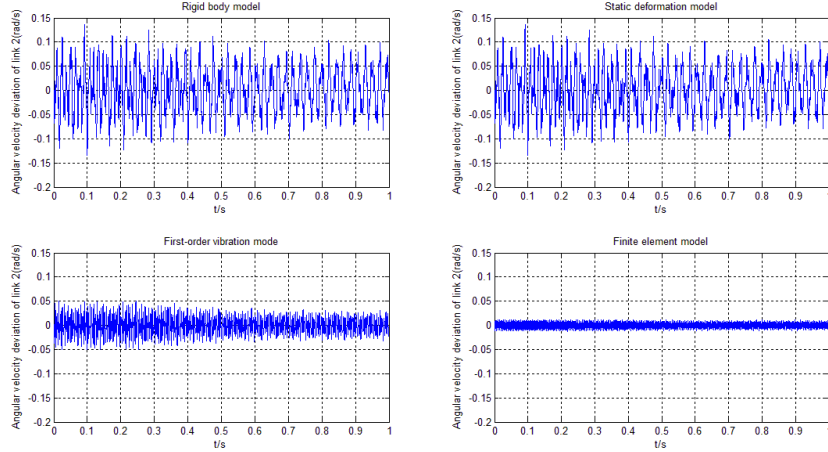 Rigid body model
Angular velocity deviation of link 2(rad/s)
0.15
0.1
0.05
0
-0.05
-0.1
-0.15
-0.2
0 0.1 0.2 0.3 0.4 0.5 0.6 0.7 0.8 0.9 1
t/s
Static deformation model
Angular velocity deviation of link 2(rad/s)
0.15
0.1
0.05
0
-0.05
-0.1
-0.15
-0.2
0 0.1 0.2 0.3 0.4 0.5 0.6 0.7 0.8 0.9 1
t/s
First-order vibration mode
Angular velocity deviation of link 2(rad/s)
0.15
0.1
0.05
0
-0.05
-0.1
-0.15
-0.2
0 0.1 0.2 0.3 0.4 0.5 0.6 0.7 0.8 0.9 1
t/s
Finite element model
Angular velocity deviation of link 2(rad/s)
0.15
0.1
0.05
0
-0.05
-0.1
-0.15
-0.2
0 0.1 0.2 0.3 0.4 0.5 0.6 0.7 0.8 0.9 1
t/s